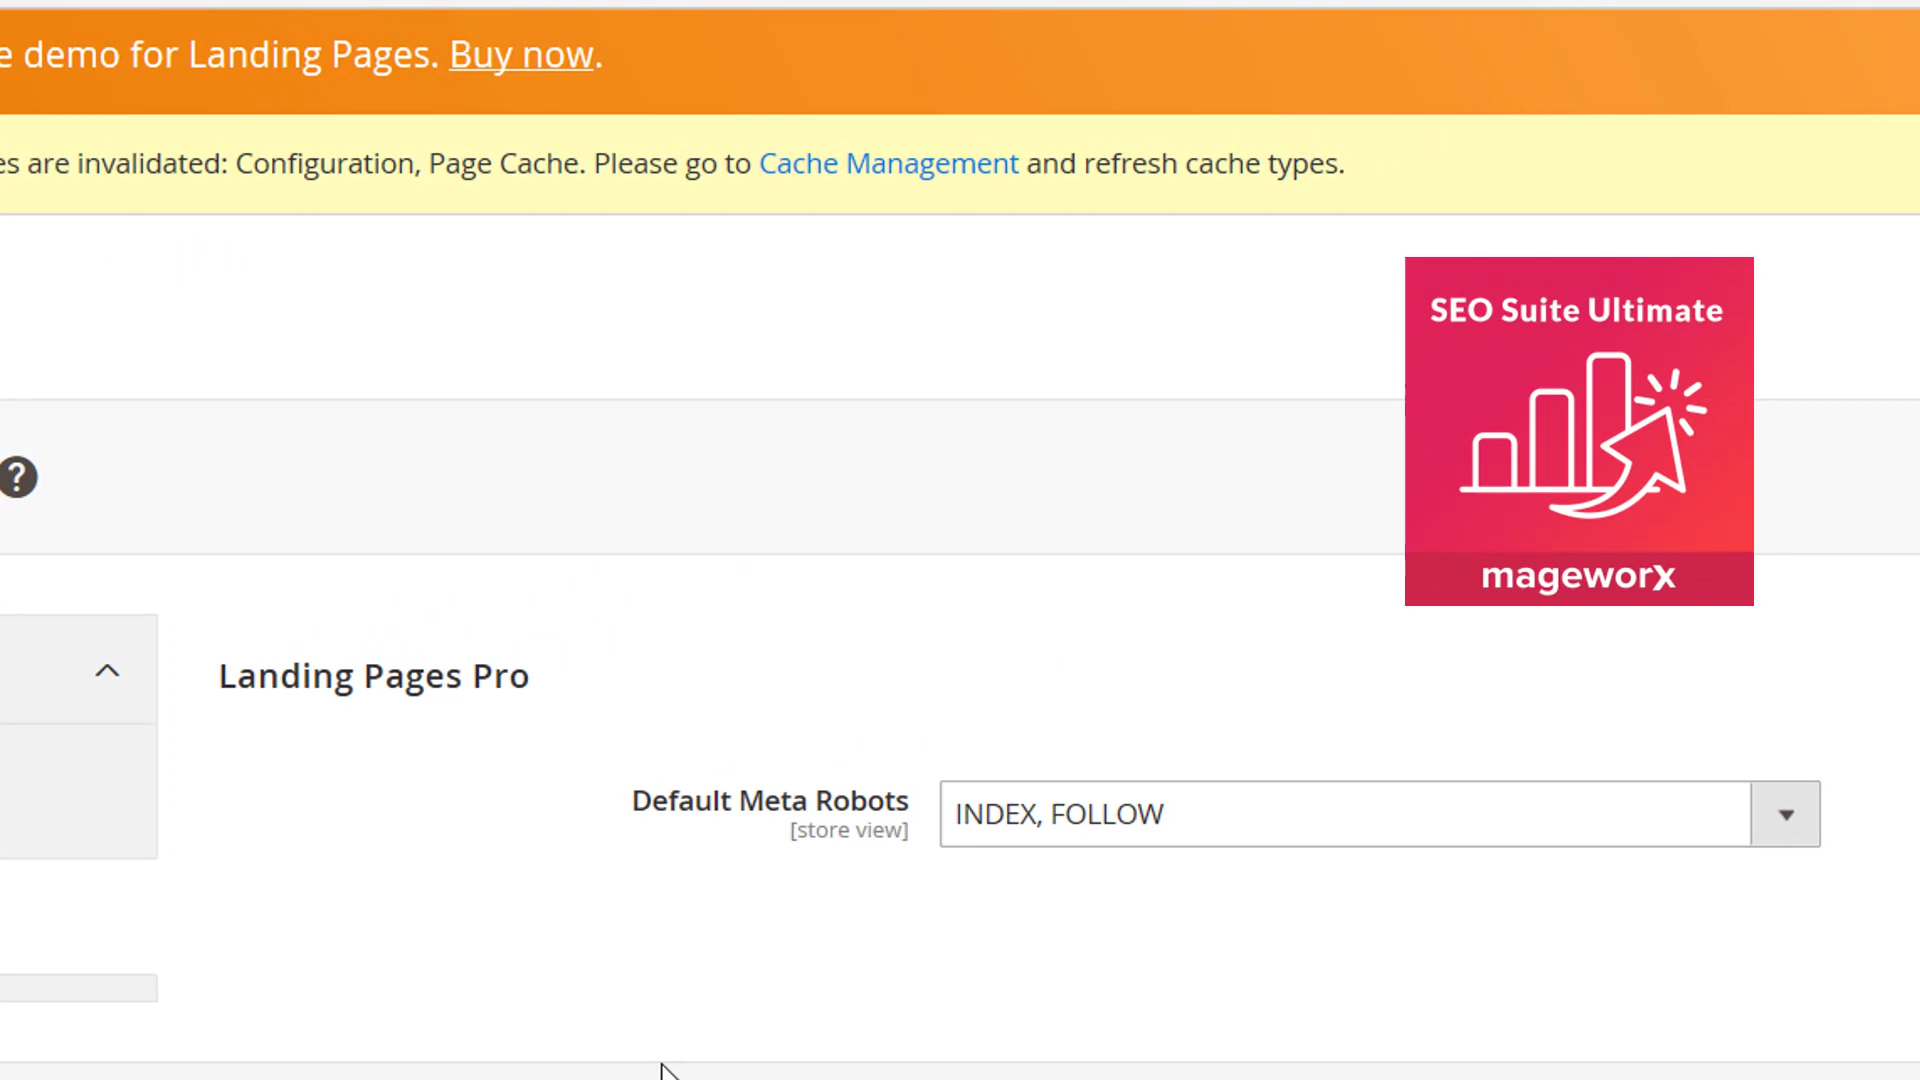 e demo for Landing Pages. Buy now.
es are invalidated: Configuration, Page Cache. Please go to Cache Management and refresh cache types.
SEO Suite Ultimate
mageworx
?
Landing Pages Pro
Default Meta Robots
[store view]
INDEX, FOLLOW